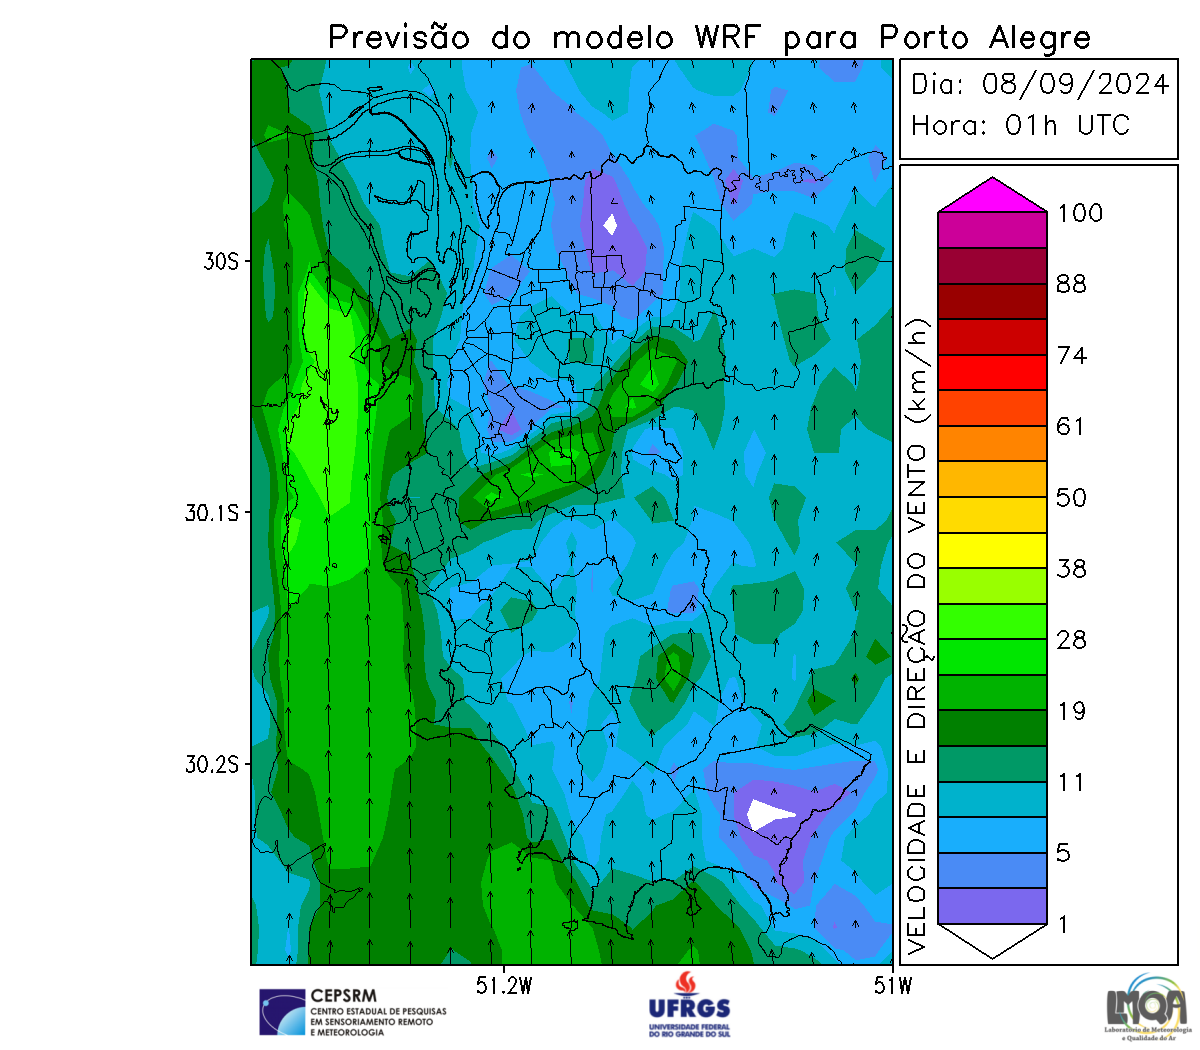 Previsão do modelo WRF para Porto Alegre
Dia: 08/09/2024
Hora: 01h UTC
30S
30.1S
30.2S
51.2W
51W
VELOCIDADE E DIREÇÃO DO VENTO (km/h)
100
88
74
61
50
38
28
19
11
5
1
CEPSRM
CENTRO ESTADUAL DE PESQUISAS
EM SENSORIAMENTO REMOTO
E METEOROLOGIA
UFRGS
UNIVERSIDADE FEDERAL
DO RIO GRANDE DO SUL
LMQA
Laboratório de Meteorologia
e Qualidade do Ar